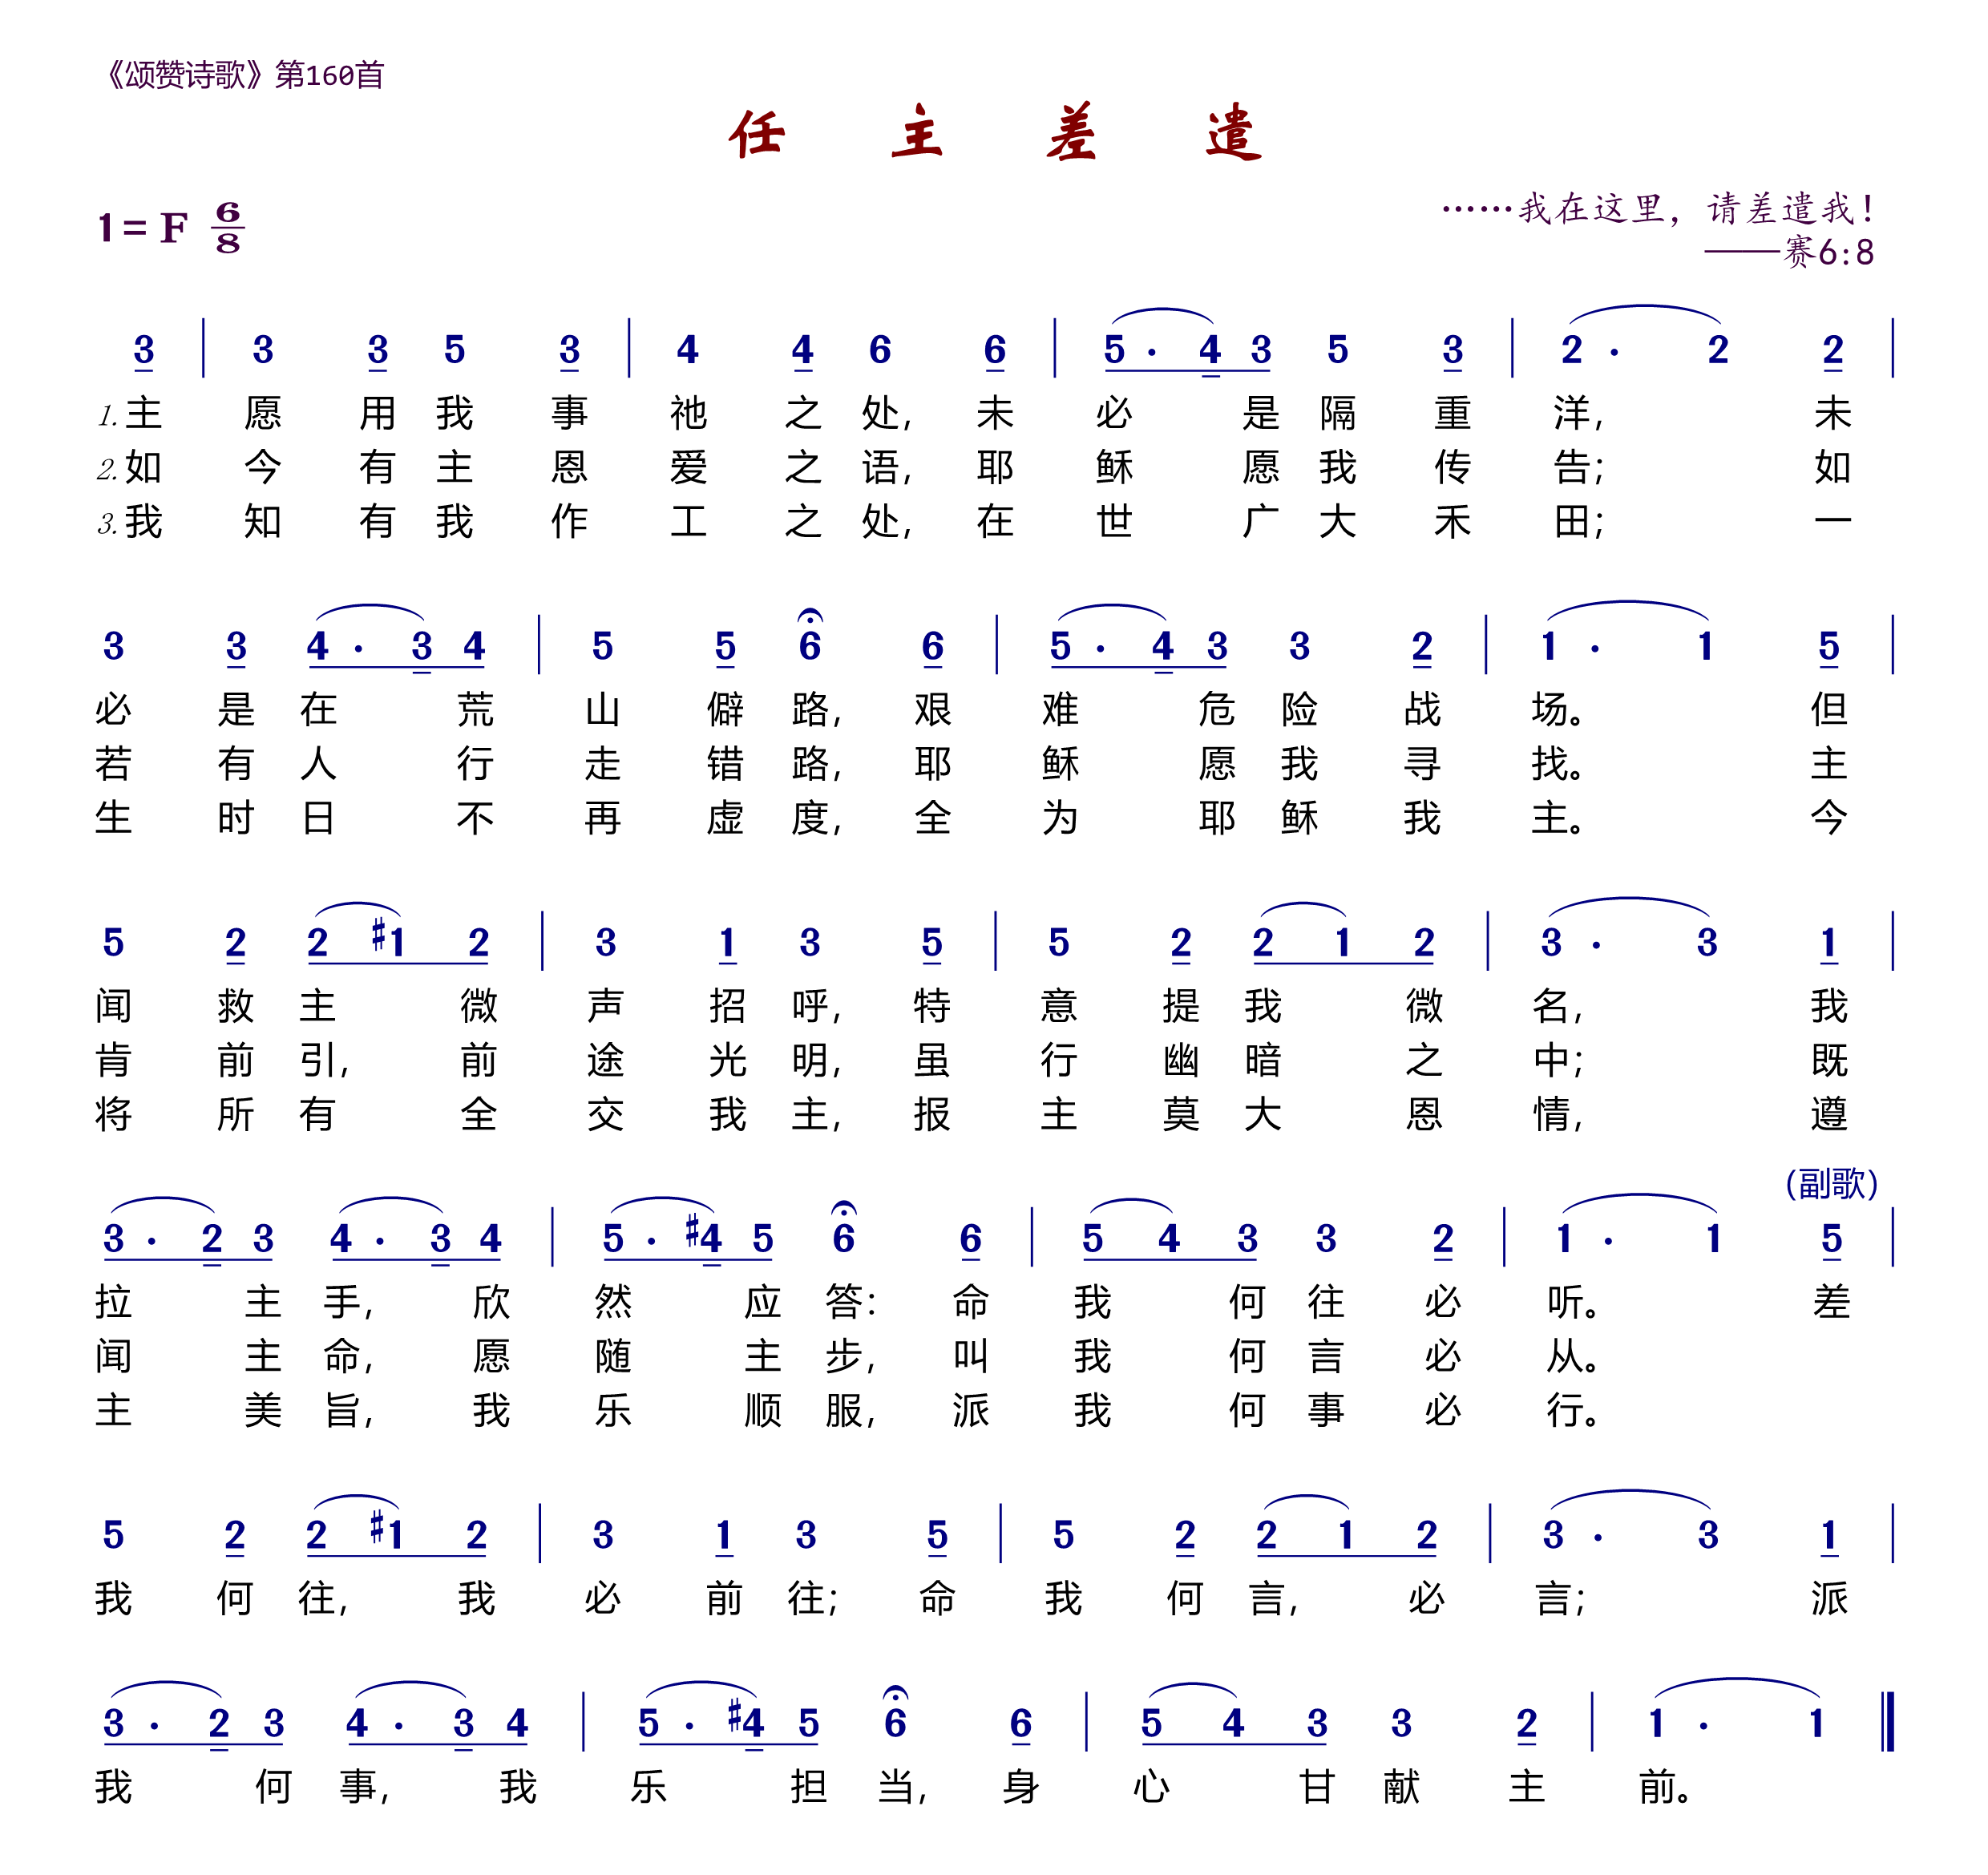 《颂赞诗歌》第160首
任主差遣
1=F 6/8
……我在这里，请差遣我！
——赛6:8
3 | 3 3 5 3 | 4 4 6 6 | 5·4 3 5 3 | 2· 2 2 |
1.主愿用我事祂之处，未必是隔重洋，未
2.如今有主恩爱之语，耶稣愿我传告；如
3.我知有我作工之处，在世广大禾田；一
3 3 4·3 4 | 5 5 6 6 | 5·4 3 3 2 | 1· 1 5 |
必是在荒山僻路，艰难危险战场。但
若有人行走错路，耶稣愿我寻找。主
生时日不再虚度，全为耶稣我主。今
5 2 2 #1 2 | 3 1 3 5 | 5 2 2 1 2 | 3· 3 1 |
闻救主微声招呼，特意提我微名，我
肯前引，前途光明，虽行幽暗之中；既
将所有全交我主，报主莫大恩情，遵
(副歌)
3·2 3 4·3 4 | 5·#4 5 6 6 | 5 4 3 3 2 | 1· 1 5 |
拉主手，欣然应答：命我何往必听。差
闻主命，愿随主步，叫我何言必从。
主美旨，我乐顺服，派我何事必行。
5 2 2 #1 2 | 3 1 3 5 | 5 2 2 1 2 | 3· 3 1 |
我何往，我必前往；命我何言，必言；派
3·2 3 4·3 4 | 5·#4 5 6 6 | 5 4 3 3 2 | 1· 1 ‖
我何事，我乐担当，身心甘献主前。